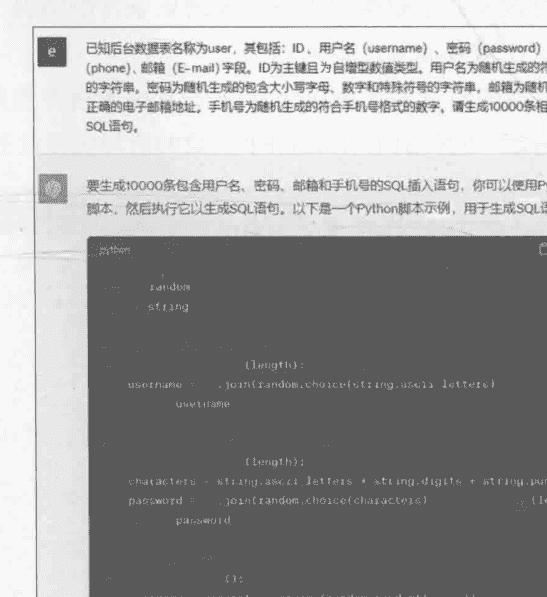 e
已知后台数据表名称为user,其包括:ID、用户名(username)、密码(password)
(phone)、邮箱(E-mail)字段。ID为主键且为自增型数值类型。用户名为随机生成的符
的字符串。密码为随机生成的包含大小写字母、数字和特殊符号的字符串。邮箱为随机
正确的电子邮箱地址。手机号为随机生成的符合手机号格式的数字。请生成10000条相
SQL语句。
要生成10000条包含用户名、密码、邮箱和手机号的SQL插入语句,你可以使用Py
脚本,然后执行它以生成SQL语句。以下是一个Python脚本示例,用于生成SQL语
python
random
string
(length):
username = .join(random.choice(string.ascii_letters)
username
(length):
characters = string.ascii_letters + string.digits + string.pun
password = .join(random.choice(characters) (le
password
():